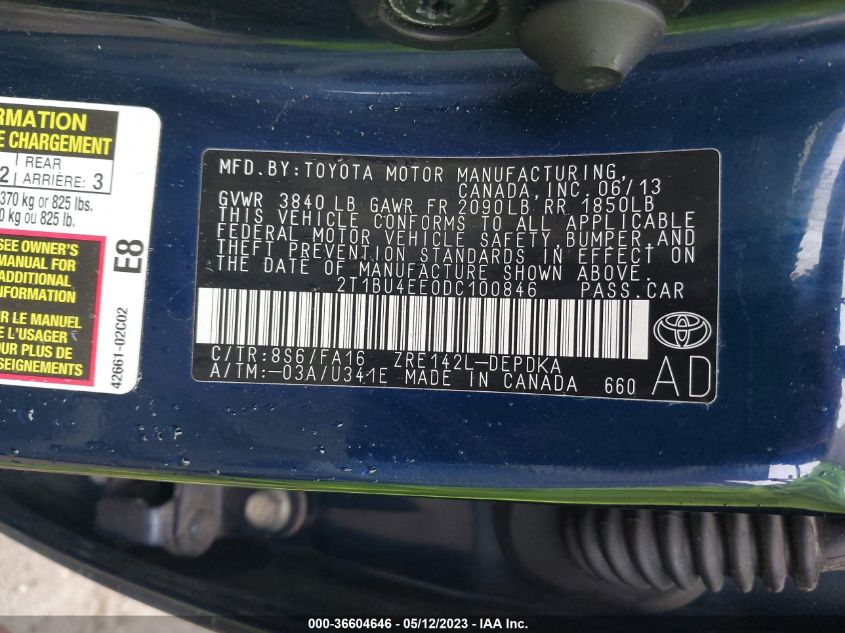 FORMATION
E CHARGEMENT
2 REAR
ARRIÈRE: 3
370 kg or 825 lbs.
0 kg ou 825 lb.
SEE OWNER'S
MANUAL FOR
ADDITIONAL
INFORMATION
R LE MANUEL
E L'USAGER
OUR PLUS DE
SEIGNEMENTS
E8
42661-02C02
MFD.BY:TOYOTA MOTOR MANUFACTURING,
CANADA,INC. 06/13
GVWR 3840 LB GAWR FR 2090LB RR 1850LB
THIS VEHICLE CONFORMS TO ALL APPLICABLE
FEDERAL MOTOR VEHICLE SAFETY,BUMPER,AND
THEFT PREVENTION STANDARDS IN EFFECT ON
THE DATE OF MANUFACTURE SHOWN ABOVE.
2T1BU4EE0DC100846 PASS.CAR
C/TR:8S6/FA16 ZRE142L-DEPDKA
A/TM:-03A/U341E MADE IN CANADA 660
AD
000-36604646 - 05/12/2023 - IAA Inc.